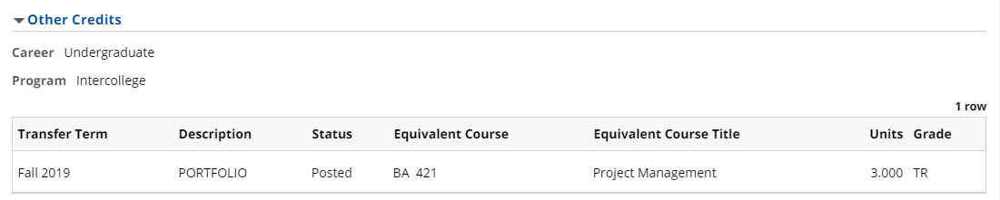 Other Credits
Career Undergraduate
Program Intercollege
1 row
Transfer Term Description Status Equivalent Course Equivalent Course Title Units Grade
Fall 2019 PORTFOLIO Posted BA 421 Project Management 3.000 TR